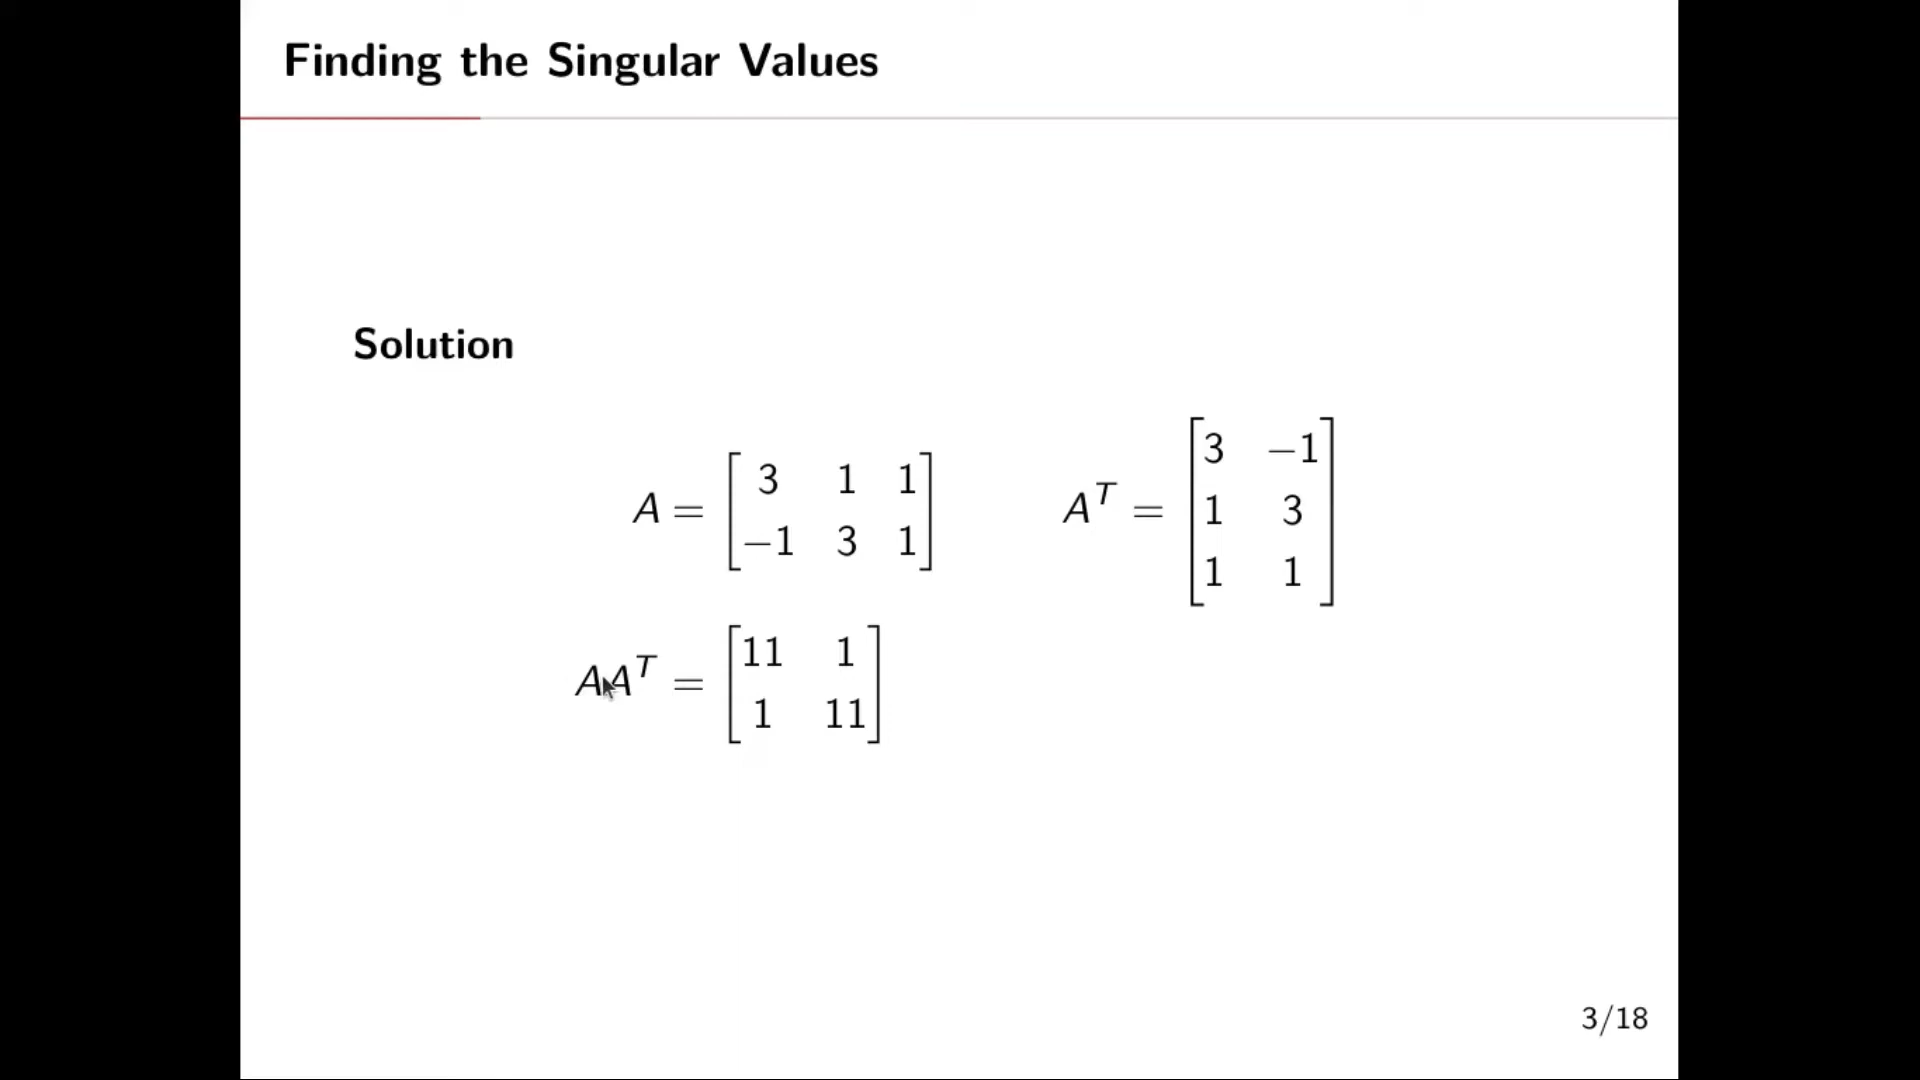 Finding the Singular Values
Solution
A = [3 1 1; −1 3 1]
A^T = [3 −1; 1 3; 1 1]
AA^T = [11 1; 1 11]
3/18